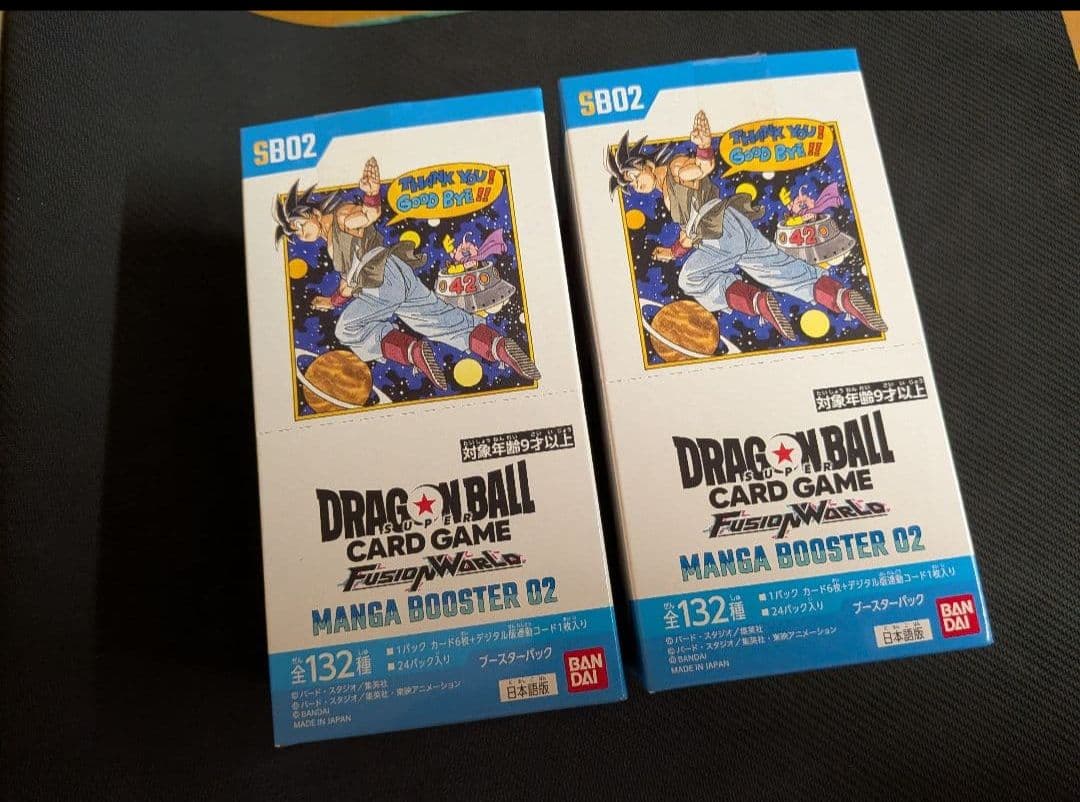 SB02
THANK YOU!
GOOD BYE!!
42
対象年齢9才以上
DRAGON BALL
SUPER
CARD GAME
FUSION WORLD
MANGA BOOSTER 02
全132種
■1パック カード6枚+デジタル版連動コード1枚入り
■24パック入り
ブースターパック
日本語版
BAN
DAI
©バード・スタジオ/集英社
©バード・スタジオ/集英社・東映アニメーション
©BANDAI
MADE IN JAPAN
SB02
THANK YOU!
GOOD BYE!!
42
対象年齢9才以上
DRAGON BALL
SUPER
CARD GAME
FUSION WORLD
MANGA BOOSTER 02
全132種
■1パック カード6枚+デジタル版連動コード1枚入り
■24パック入り
ブースターパック
日本語版
BAN
DAI
©バード・スタジオ/集英社
©バード・スタジオ/集英社・東映アニメーション
©BANDAI
MADE IN JAPAN